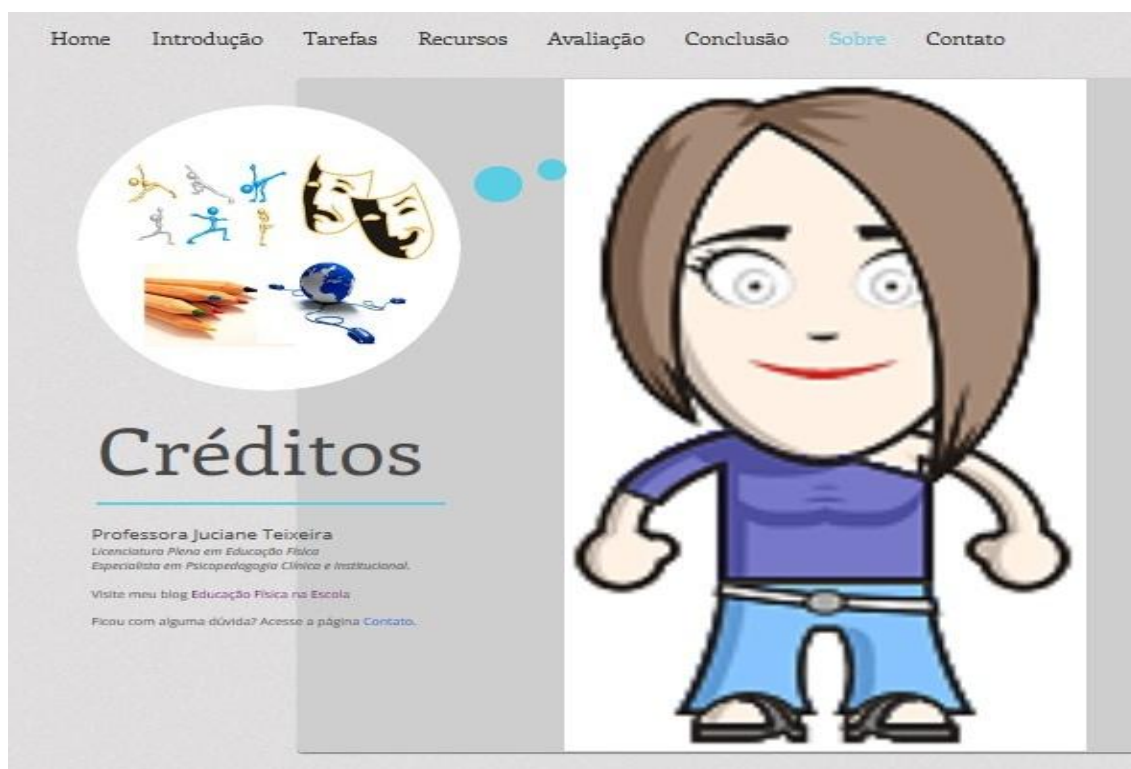 Home Introdução Tarefas Recursos Avaliação Conclusão Sobre Contato
Créditos
Professora Juciane Teixeira
Licenciatura Plena em Educação Física
Especialista em Psicopedagogia Clínica e Institucional.
Visite meu blog Educação Física na Escola
Ficou com alguma dúvida? Acesse a página Contato.